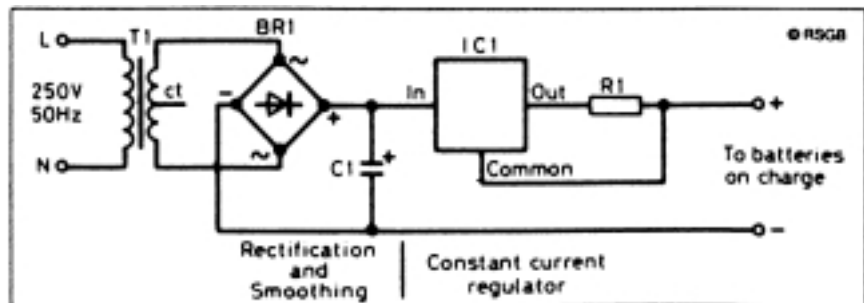 L
T1
BR1
~
IC1
© RSGB
250V
50Hz
ct
-
+
In
Out
R1
+
N
~
C1
+
Common
To batteries
on charge
-
Rectification
and
Smoothing
Constant current
regulator